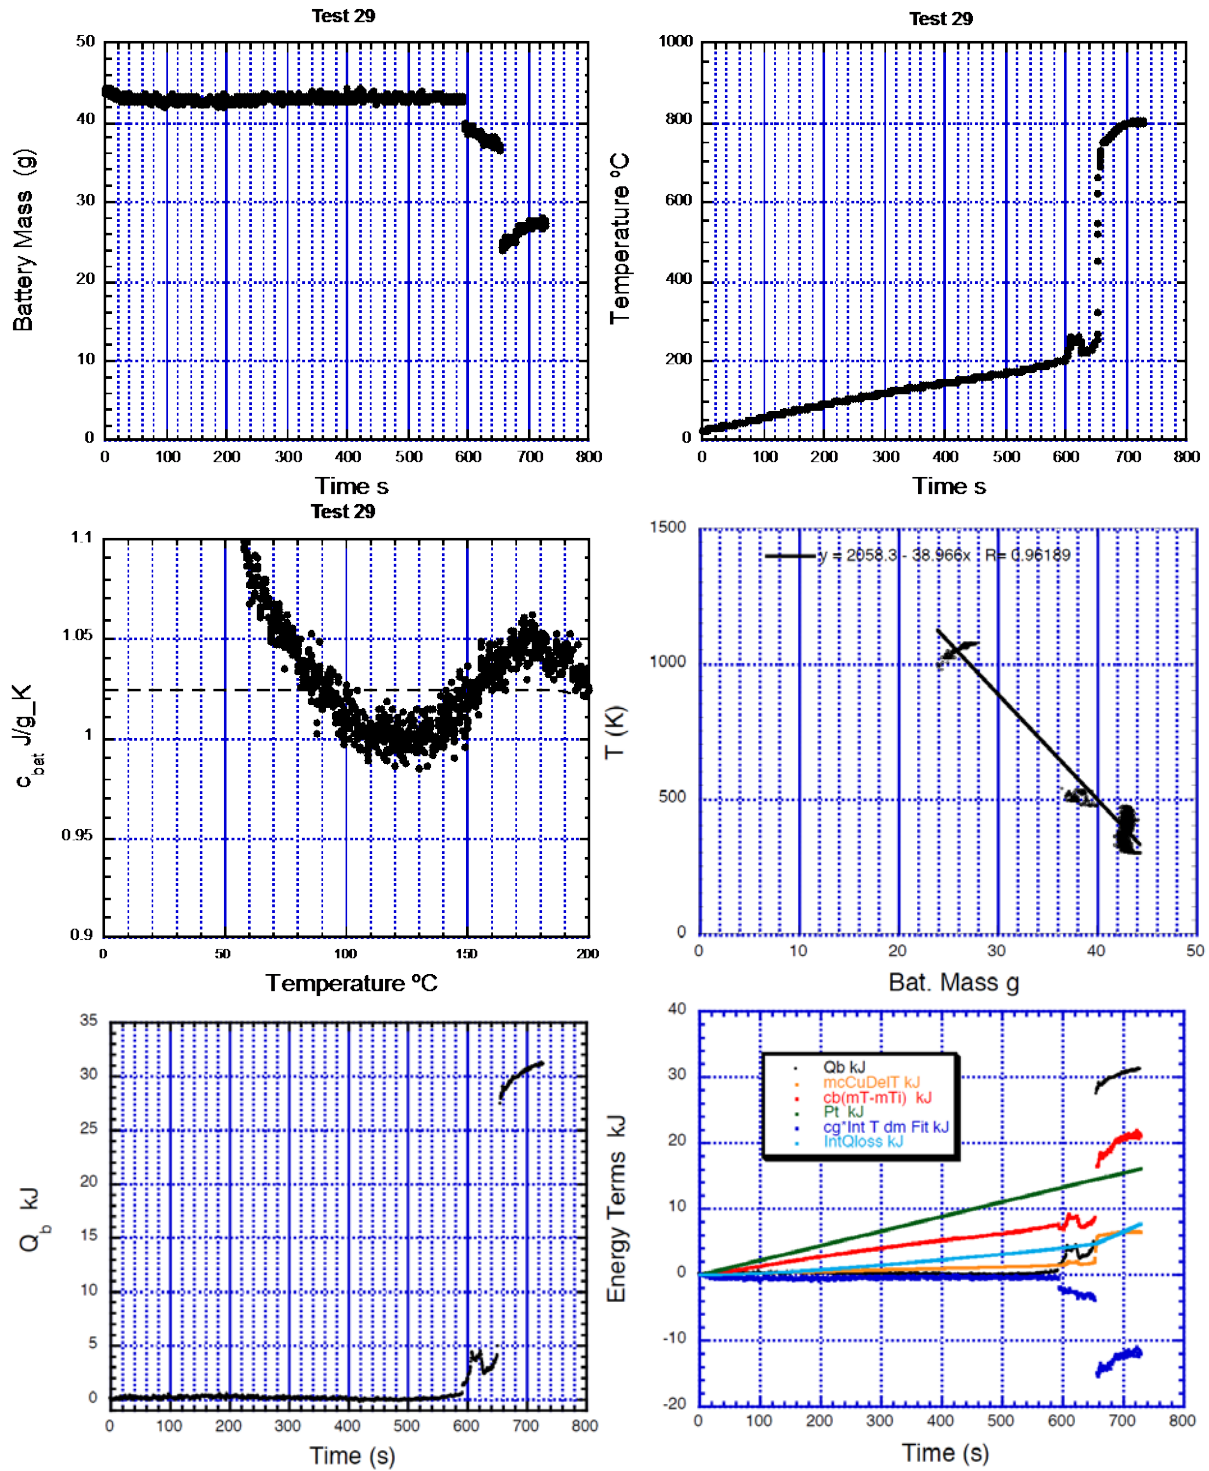 Test 29
50
40
30
20
10
0
0 100 200 300 400 500 600 700 800
Battery Mass (g)
Time s
Test 29
1000
800
600
400
200
0
0 100 200 300 400 500 600 700 800
Temperature ºC
Time s
Test 29
1.1
1.05
1
0.95
0.9
0 50 100 150 200
c_bat J/g_K
Temperature ºC
1500
1000
500
0
0 10 20 30 40 50
y = 2058.3 - 38.966x R= 0.96189
T (K)
Bat. Mass g
35
30
25
20
15
10
5
0
0 100 200 300 400 500 600 700 800
Q_b kJ
Time (s)
40
30
20
10
0
-10
-20
0 100 200 300 400 500 600 700 800
Qb kJ
mcCuDelT kJ
cb(mT-mTi) kJ
Pt kJ
cg*Int T dm Fit kJ
IntQloss kJ
Energy Terms kJ
Time (s)